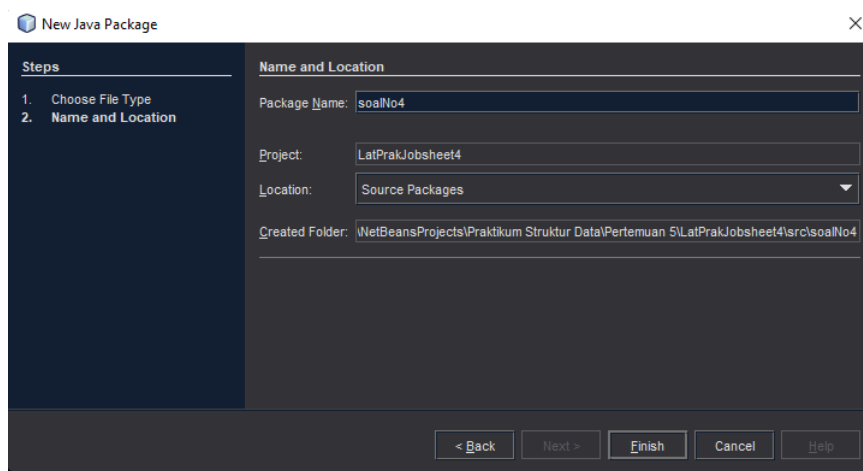 New Java Package
Steps
1. Choose File Type
2. Name and Location
Name and Location
Package Name: soalNo4
Project: LatPrakJobsheet4
Location: Source Packages
Created Folder: \NetBeansProjects\Praktikum Struktur Data\Pertemuan 5\LatPrakJobsheet4\src\soalNo4
< Back
Next >
Finish
Cancel
Help